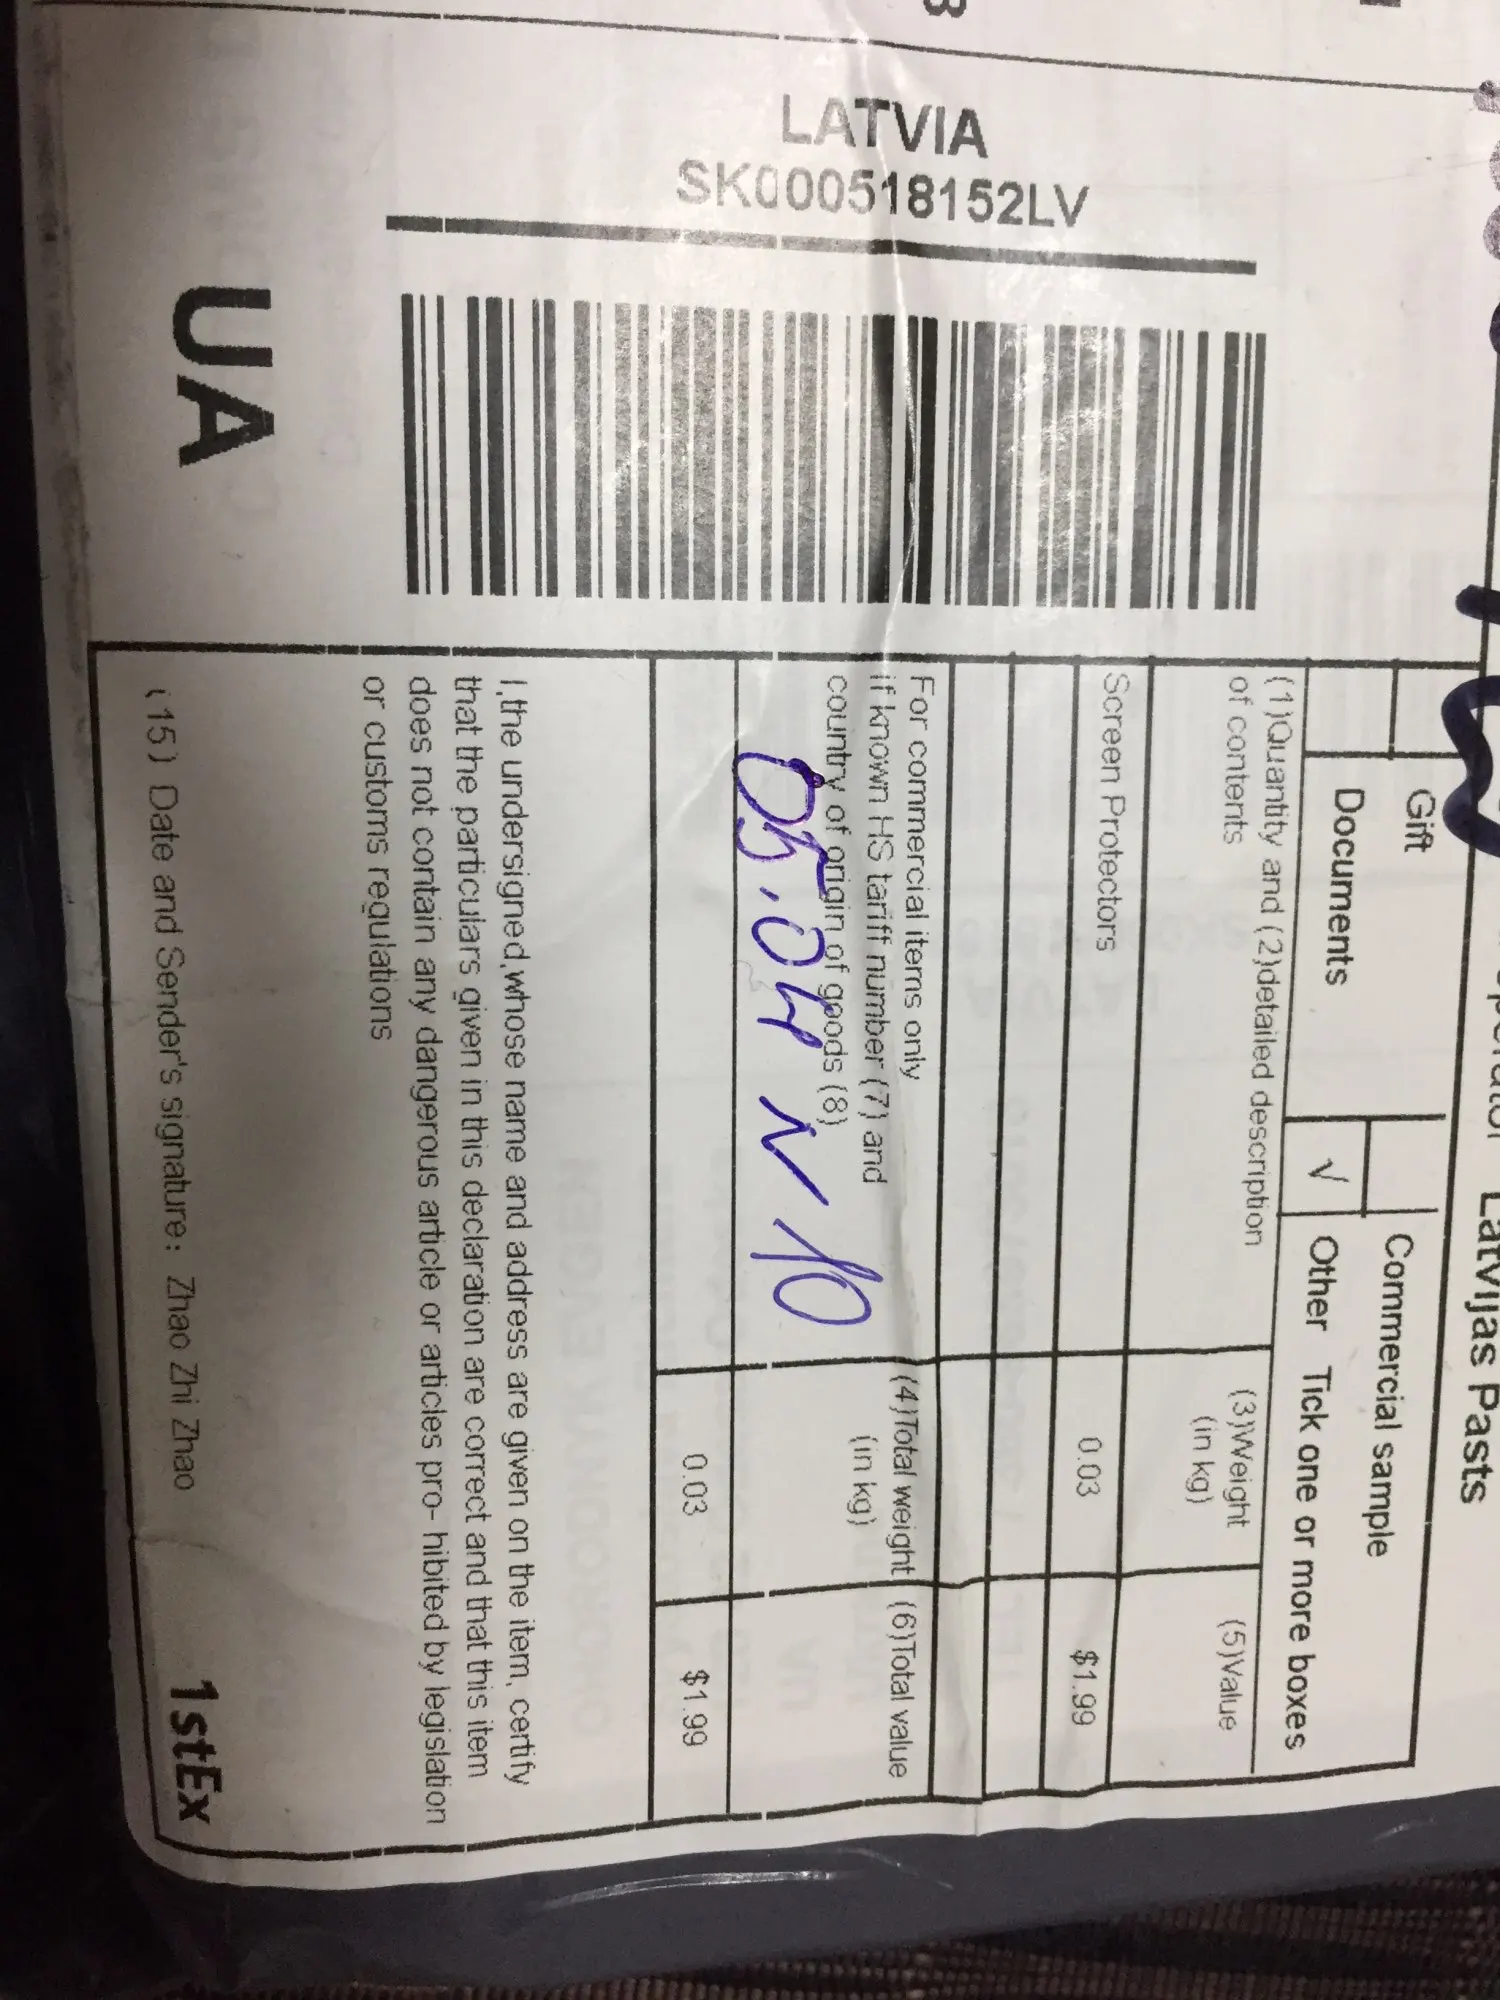 Latvijas Pasts
Gift
Commercial sample
Documents
√
Other Tick one or more boxes
(1)Quantity and (2)detailed description
of contents
(3)Weight
(in kg)
(5)Value
Screen Protectors
0.03
$1.99
For commercial items only
if known HS tariff number (7) and
country of origin of goods (8)
(4)Total weight
(in kg)
(6)Total value
05.04 N 10
0.03
$1.99
I,the undersigned,whose name and address are given on the item, certify
that the particulars given in this declaration are correct and that this item
does not contain any dangerous article or articles pro- hibited by legislation
or customs regulations
(15) Date and Sender's signature: Zhao Zhi Zhao
1stEx
LATVIA
SK000518152LV
UA